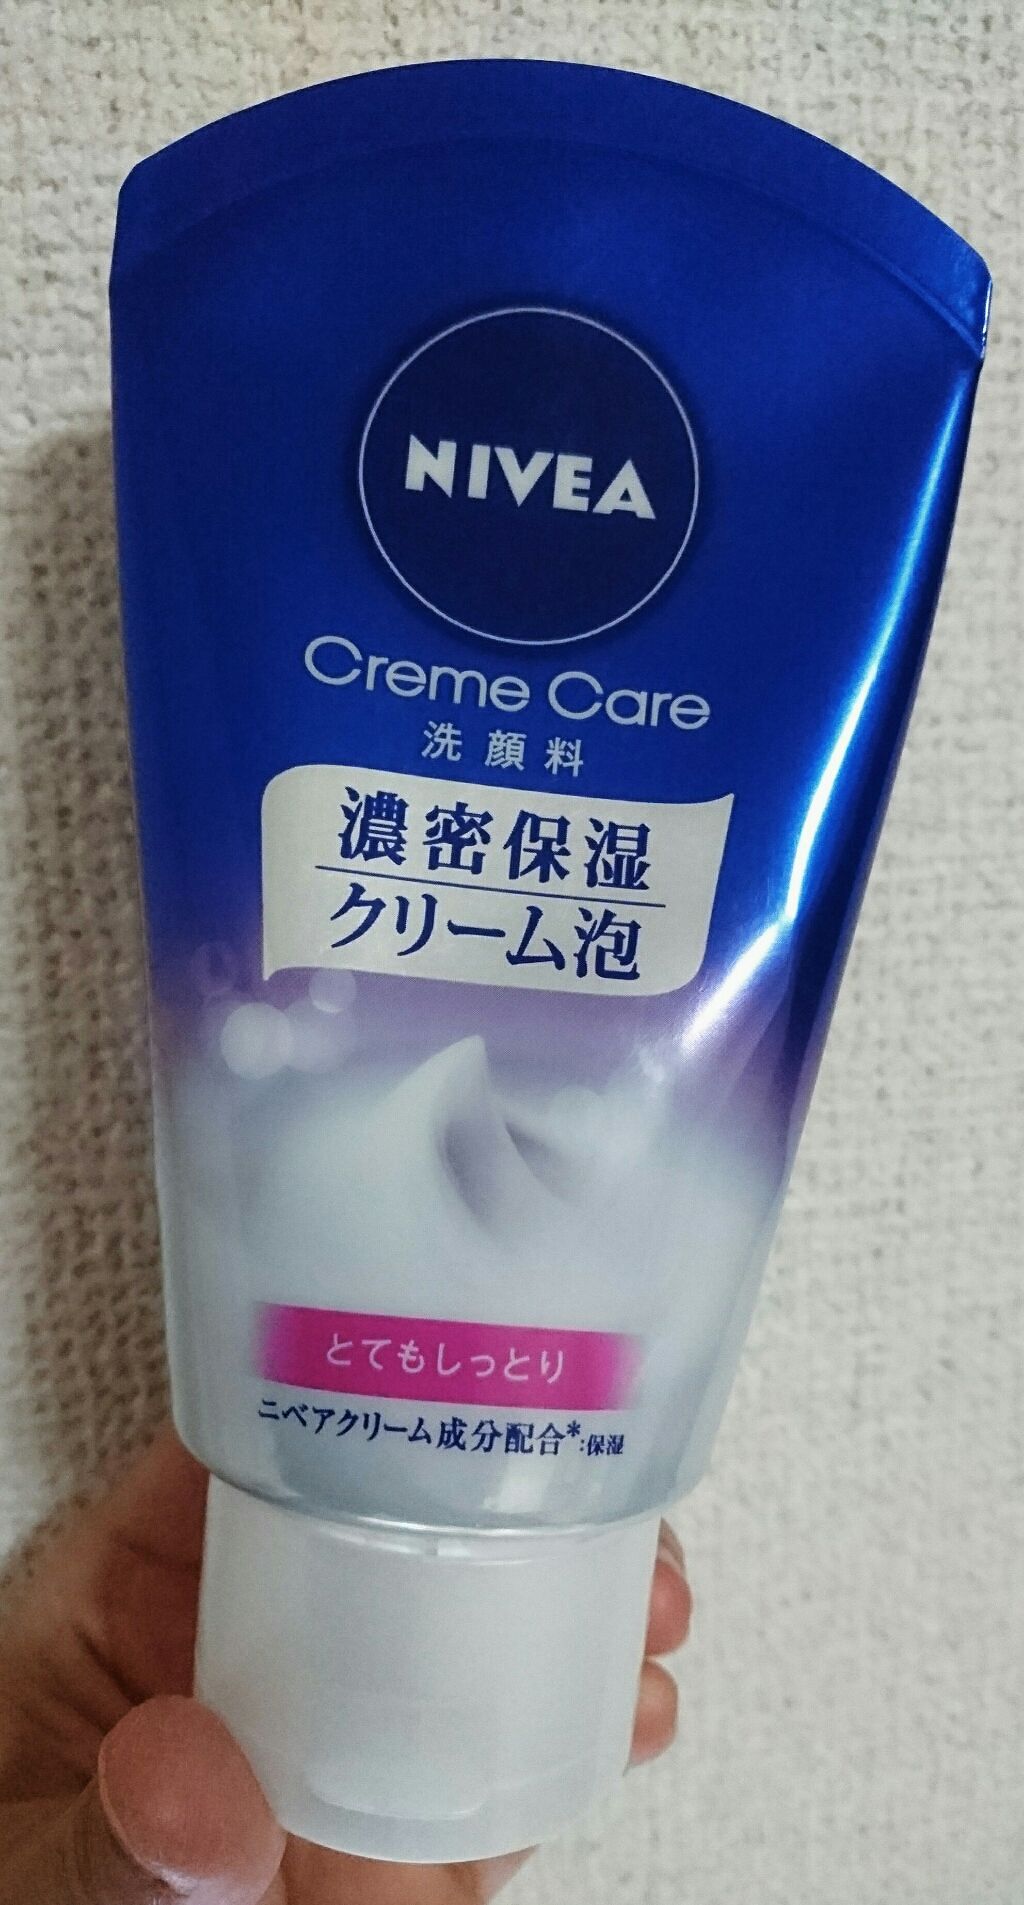 NIVEA
Creme Care
洗顔料
濃密保湿
クリーム泡
とてもしっとり
ニベアクリーム成分配合*:保湿